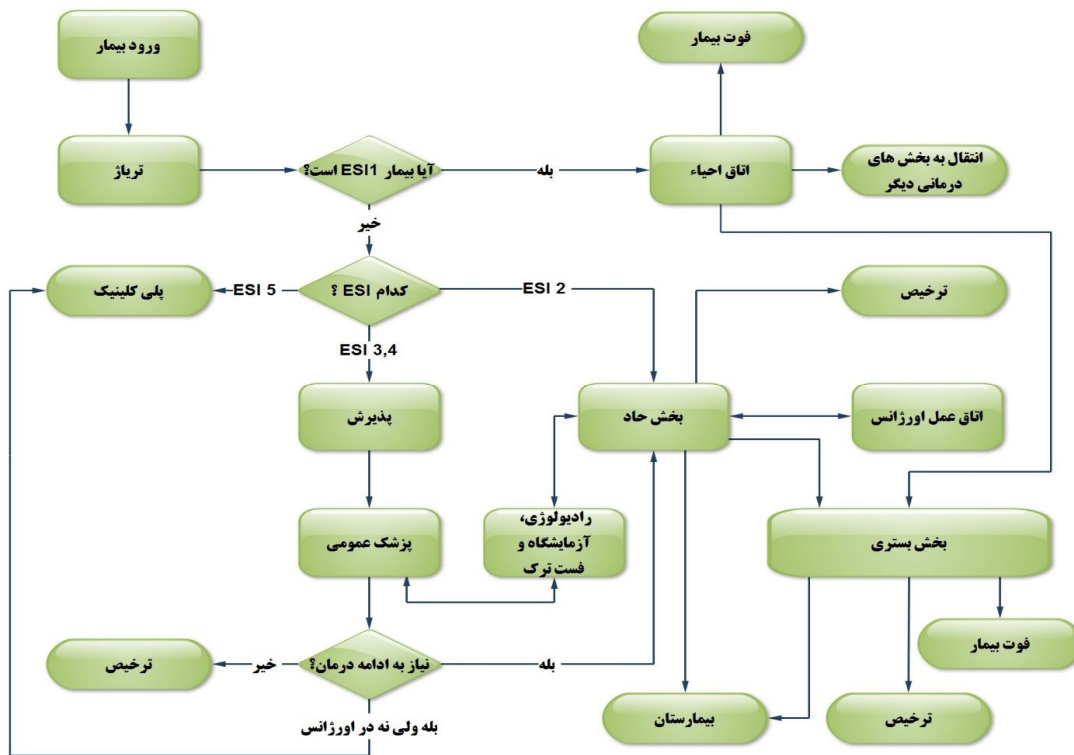 ورود بیمار
فوت بیمار
تریاژ
آیا بیمار ESI1 است؟
بله
اتاق احیاء
انتقال به بخش های
درمانی دیگر
خیر
پلی کلینیک
ESI 5
کدام ESI ؟
ESI 2
ترخیص
ESI 3,4
پذیرش
بخش حاد
اتاق عمل اورژانس
پزشک عمومی
رادیولوژی،
آزمایشگاه و
فست ترک
بخش بستری
ترخیص
خیر
نیاز به ادامه درمان؟
بله
فوت بیمار
بله ولی نه در اورژانس
بیمارستان
ترخیص